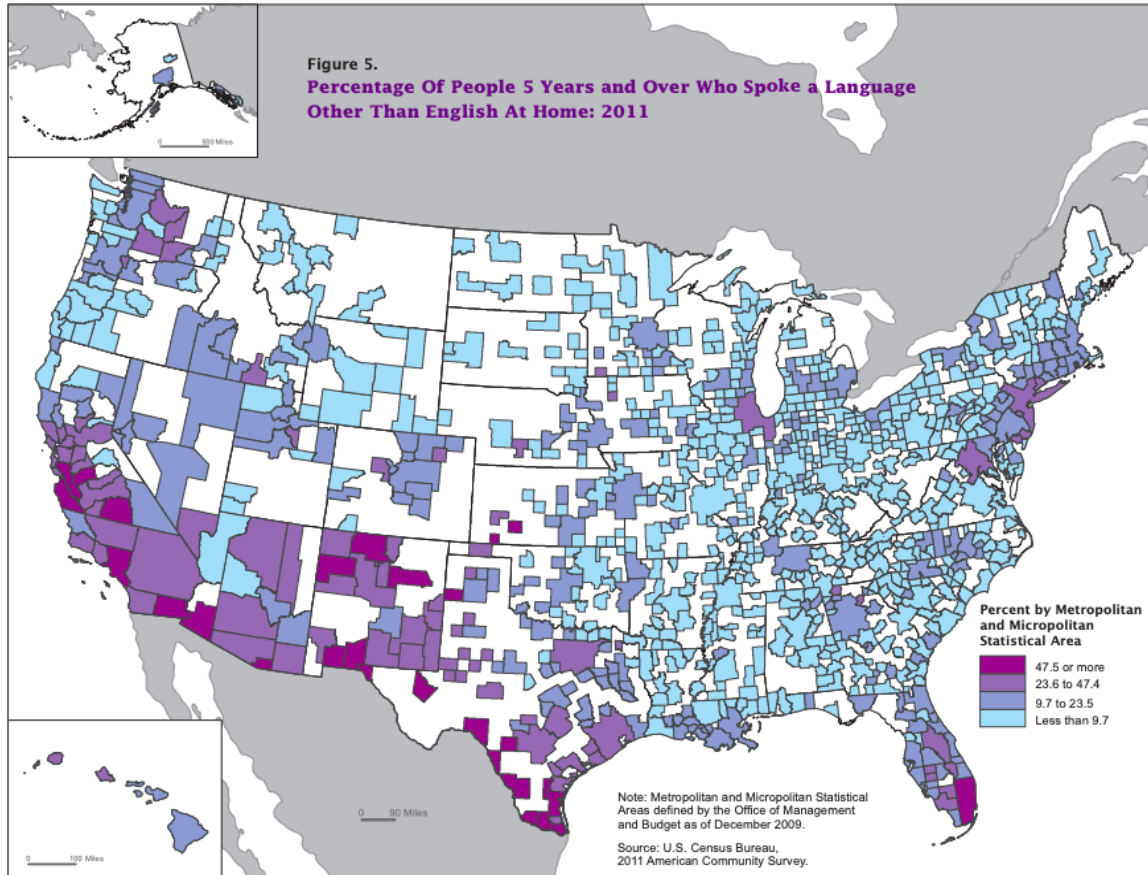 Figure 5.
Percentage Of People 5 Years and Over Who Spoke a Language
Other Than English At Home: 2011
0 500 Miles
Percent by Metropolitan
and Micropolitan
Statistical Area
47.5 or more
23.6 to 47.4
9.7 to 23.5
Less than 9.7
0 90 Miles
Note: Metropolitan and Micropolitan Statistical
Areas defined by the Office of Management
and Budget as of December 2009.
Source: U.S. Census Bureau,
2011 American Community Survey.
0 100 Miles